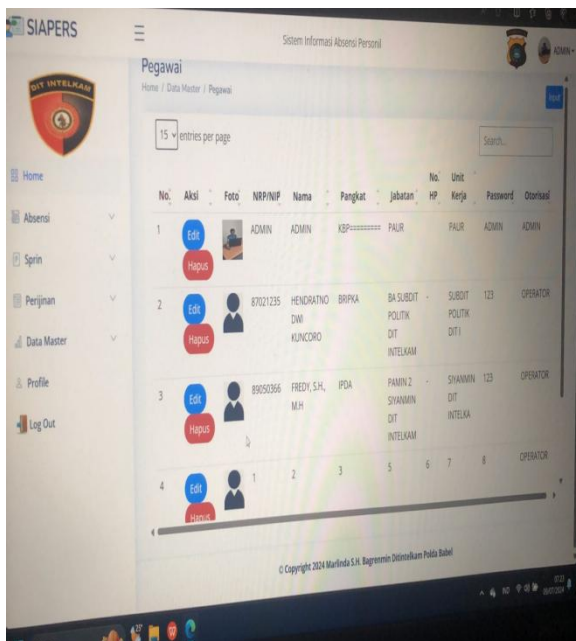 SIAPERS
Sistem Informasi Absensi Personil
ADMIN
DIT INTELKAM
Pegawai
Home / Data Master / Pegawai
Input
15 entries per page
Search...
Home
Absensi
Sprin
Perijinan
Data Master
Profile
Log Out
No. Aksi Foto NRP/NIP Nama Pangkat Jabatan No. HP Unit Kerja Password Otorisasi
1 Edit Hapus ADMIN ADMIN KBP========= PAUR PAUR ADMIN ADMIN
2 Edit Hapus 87021235 HENDRATNO DWI KUNCORO BRIPKA BA SUBDIT POLITIK DIT INTELKAM - SUBDIT POLITIK DIT I 123 OPERATOR
3 Edit Hapus 89050366 FREDY, S.H., M.H IPDA PAMIN 2 SIYANMIN DIT INTELKAM - SIYANMIN DIT INTELKA 123 OPERATOR
4 Edit Hapus 1 2 3 5 6 7 8 OPERATOR
© Copyright 2024 Marlinda S.H. Bagrenmin Ditintelkam Polda Babel
25°